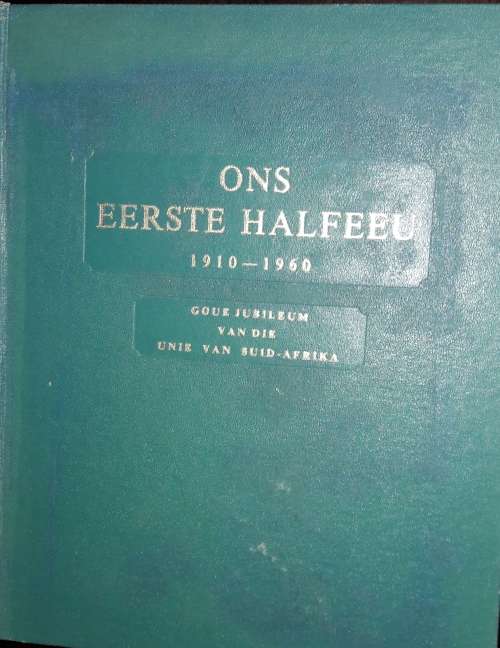 ONS
EERSTE HALFEEU
1910—1960
GOUE JUBILEUM
VAN DIE
UNIE VAN SUID-AFRIKA